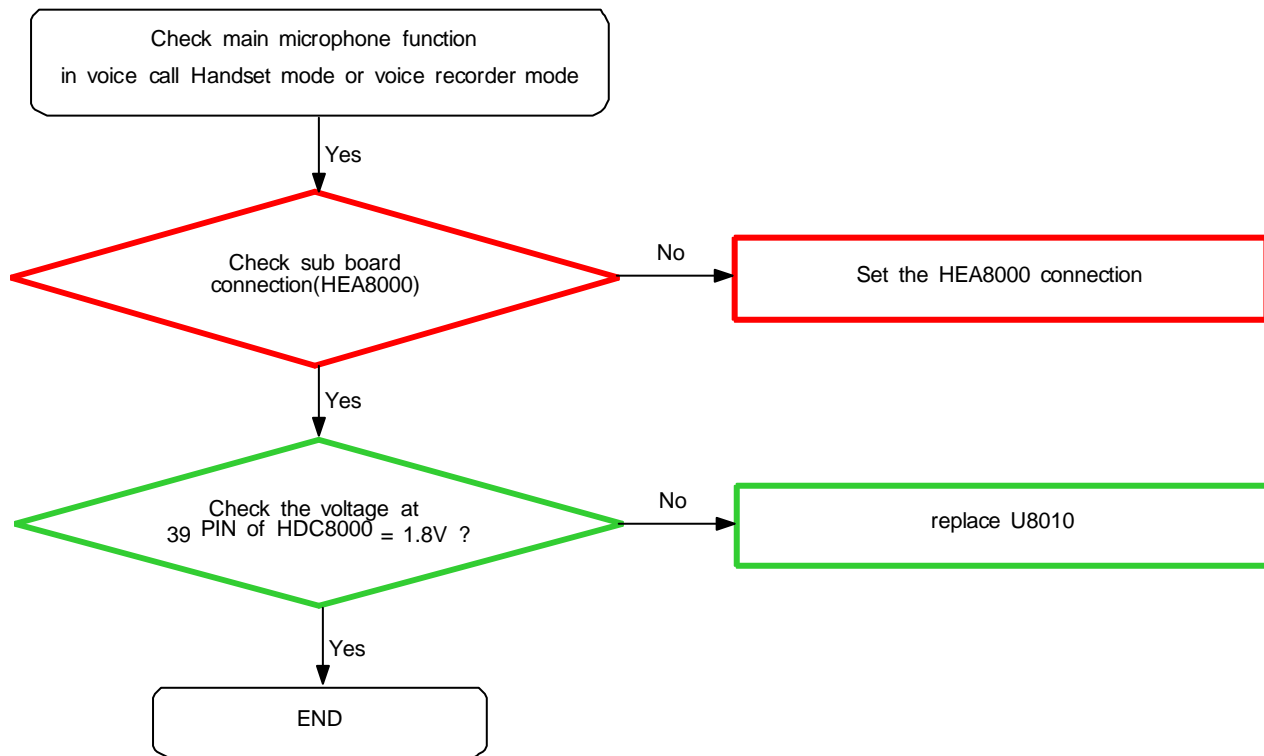 Check main microphone function
in voice call Handset mode or voice recorder mode
Yes
Check sub board
connection(HEA8000)
No
Set the HEA8000 connection
Yes
Check the voltage at
39 PIN of HDC8000 = 1.8V ?
No
replace U8010
Yes
END